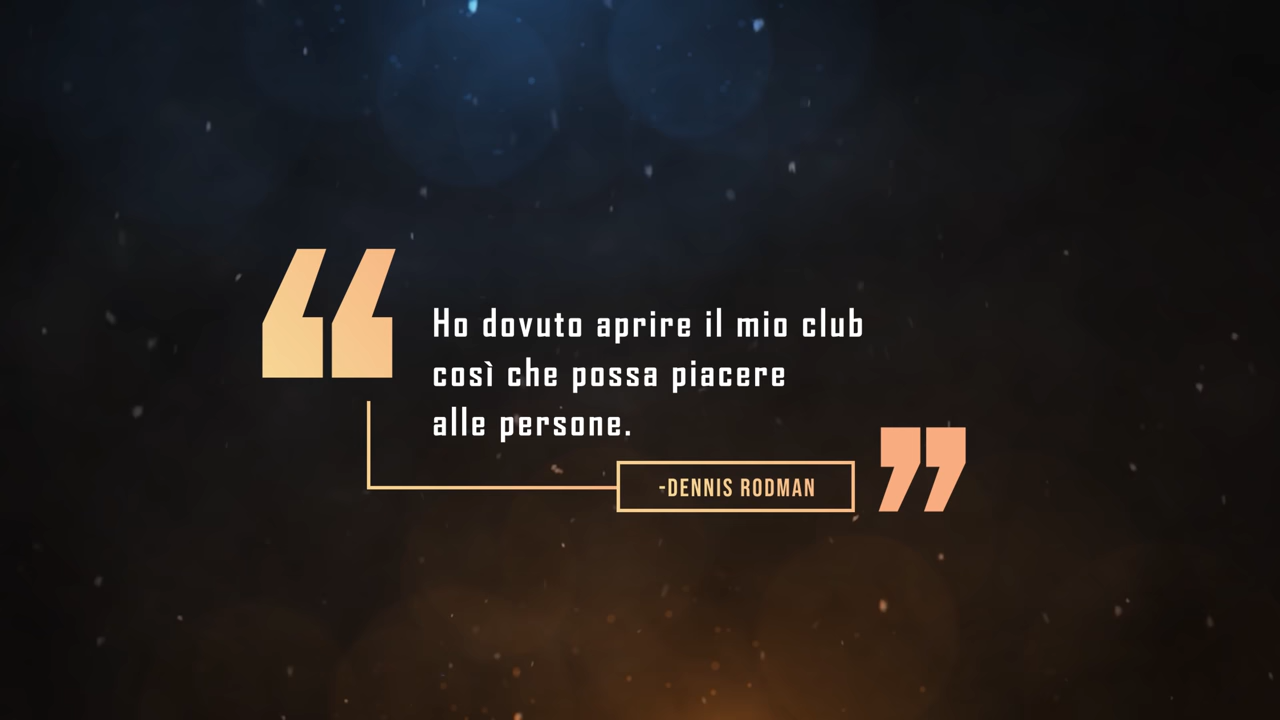 Ho dovuto aprire il mio club
così che possa piacere
alle persone.
-DENNIS RODMAN